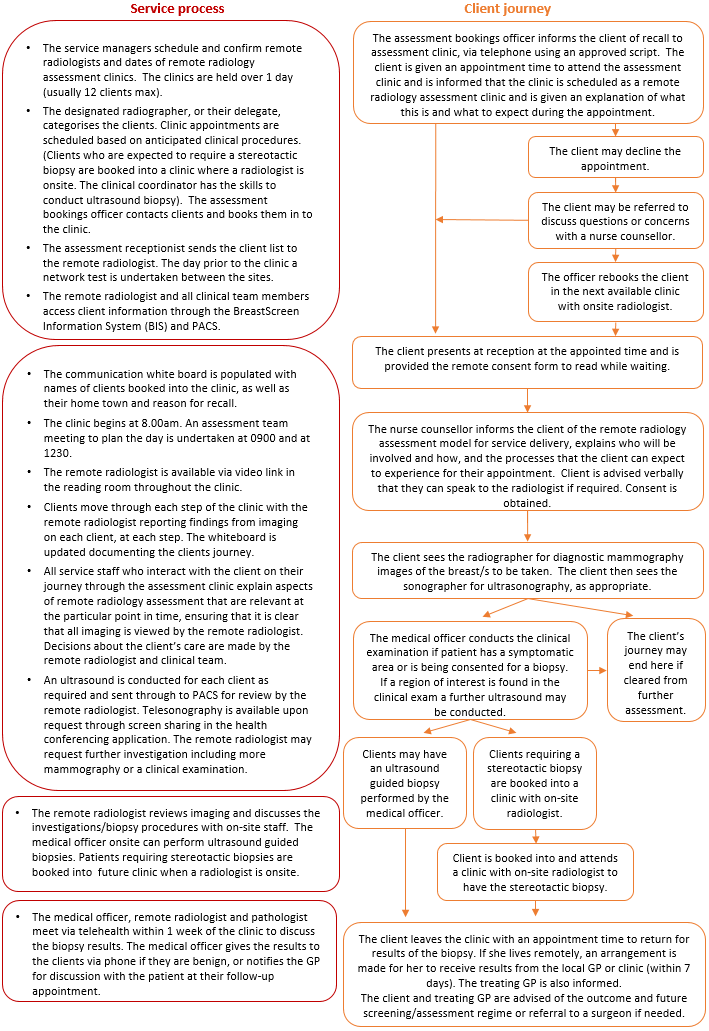 Service process
• The service managers schedule and confirm remote
radiologists and dates of remote radiology
assessment clinics.  The clinics are held over 1 day
(usually 12 clients max).
• The designated radiographer, or their delegate,
categorises the clients. Clinic appointments are
scheduled based on anticipated clinical procedures.
(Clients who are expected to require a stereotactic
biopsy are booked into a clinic where a radiologist is
onsite. The clinical coordinator has the skills to
conduct ultrasound biopsy).  The assessment
bookings officer contacts clients and books them in to
the clinic.
• The assessment receptionist sends the client list to
the remote radiologist. The day prior to the clinic a
network test is undertaken between the sites.
• The remote radiologist and all clinical team members
access client information through the BreastScreen
Information System (BIS) and PACS.
• The communication white board is populated with
names of clients booked into the clinic, as well as
their home town and reason for recall.
• The clinic begins at 8.00am. An assessment team
meeting to plan the day is undertaken at 0900 and at
1230.
• The remote radiologist is available via video link in
the reading room throughout the clinic.
• Clients move through each step of the clinic with the
remote radiologist reporting findings from imaging
on each client, at each step. The whiteboard is
updated documenting the clients journey.
• All service staff who interact with the client on their
journey through the assessment clinic explain aspects
of remote radiology assessment that are relevant at
the particular point in time, ensuring that it is clear
that all imaging is viewed by the remote radiologist.
Decisions about the client's care are made by the
remote radiologist and clinical team.
• An ultrasound is conducted for each client as
required and sent through to PACS for review by the
remote radiologist. Telesonography is available upon
request through screen sharing in the health
conferencing application. The remote radiologist may
request further investigation including more
mammography or a clinical examination.
• The remote radiologist reviews imaging and discusses the
investigations/biopsy procedures with on-site staff.  The
medical officer onsite can perform ultrasound guided
biopsies. Patients requiring stereotactic biopsies are
booked into  future clinic when a radiologist is onsite.
• The medical officer, remote radiologist and pathologist
meet via telehealth within 1 week of the clinic to discuss
the biopsy results. The medical officer gives the results to
the clients via phone if they are benign, or notifies the GP
for discussion with the patient at their follow-up
appointment.
Client journey
The assessment bookings officer informs the client of recall to
assessment clinic, via telephone using an approved script.  The
client is given an appointment time to attend the assessment
clinic and is informed that the clinic is scheduled as a remote
radiology assessment clinic and is given an explanation of what
this is and what to expect during the appointment.
The client may decline the
appointment.
The client may be referred to
discuss questions or concerns
with a nurse counsellor.
The officer rebooks the client
in the next available clinic
with onsite radiologist.
The client presents at reception at the appointed time and is
provided the remote consent form to read while waiting.
The nurse counsellor informs the client of the remote radiology
assessment model for service delivery, explains who will be
involved and how, and the processes that the client can expect
to experience for their appointment.  Client is advised verbally
that they can speak to the radiologist if required. Consent is
obtained.
The client sees the radiographer for diagnostic mammography
images of the breast/s to be taken.  The client then sees the
sonographer for ultrasonography, as appropriate.
The medical officer conducts the clinical
examination if patient has a symptomatic
area or is being consented for a biopsy.
If a region of interest is found in the
clinical exam a further ultrasound may
be conducted.
The client's
journey may
end here if
cleared from
further
assessment.
Clients may have
an ultrasound
guided biopsy
performed by the
medical officer.
Clients requiring a
stereotactic biopsy
are booked into a
clinic with on-site
radiologist.
Client is booked into and attends
a clinic with on-site radiologist to
have the stereotactic biopsy.
The client leaves the clinic with an appointment time to return for
results of the biopsy. If she lives remotely, an arrangement is
made for her to receive results from the local GP or clinic (within 7
days). The treating GP is also informed.
The client and treating GP are advised of the outcome and future
screening/assessment regime or referral to a surgeon if needed.